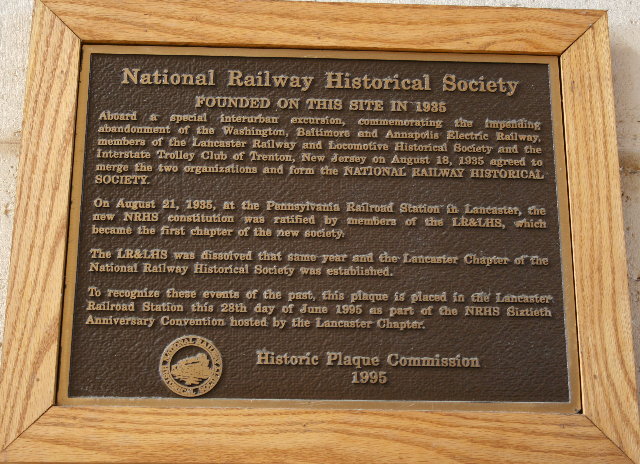 National Railway Historical Society
FOUNDED ON THIS SITE IN 1935
Aboard a special interurban excursion, commemorating the impending
abandonment of the Washington, Baltimore and Annapolis Electric Railway,
members of the Lancaster Railway and Locomotive Historical Society and the
Interstate Trolley Club of Trenton, New Jersey on August 18, 1935 agreed to
merge the two organizations and form the NATIONAL RAILWAY HISTORICAL
SOCIETY.
On August 21, 1935, at the Pennsylvania Railroad Station in Lancaster, the
new NRHS constitution was ratified by members of the LR&LHS, which
became the first chapter of the new society.
The LR&LHS was dissolved that same year and the Lancaster Chapter of the
National Railway Historical Society was established.
To recognize these events of the past, this plaque is placed in the Lancaster
Railroad Station this 28th day of June 1995 as part of the NRHS Sixtieth
Anniversary Convention hosted by the Lancaster Chapter.
NATIONAL RAILWAY
HISTORICAL SOCIETY
Historic Plaque Commission
1995